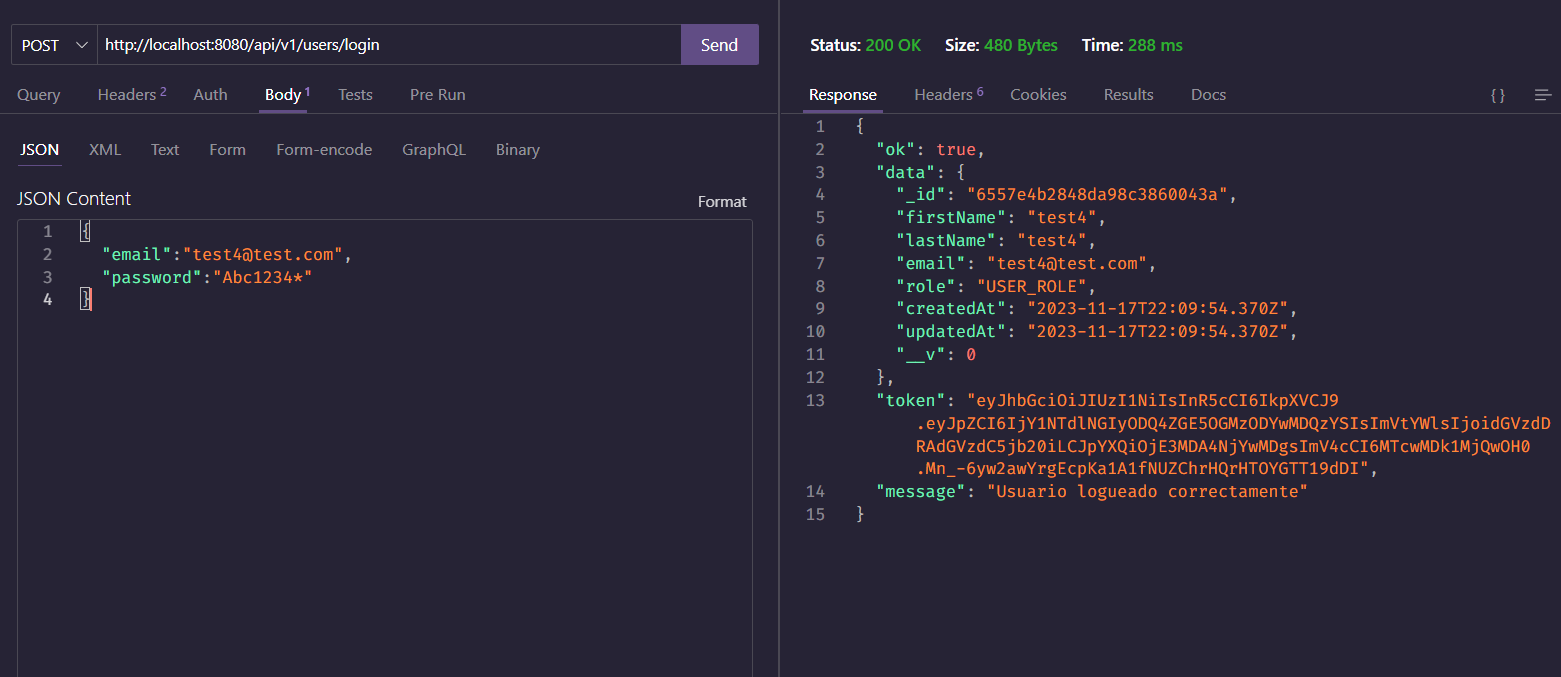 POST http://localhost:8080/api/v1/users/login Send
Query Headers 2 Auth Body 1 Tests Pre Run
JSON XML Text Form Form-encode GraphQL Binary
JSON Content Format
1 {
2 "email":"test4@test.com",
3 "password":"Abc1234*"
4 }
Status: 200 OK Size: 480 Bytes Time: 288 ms
Response Headers 6 Cookies Results Docs { }
1 {
2 "ok": true,
3 "data": {
4 "_id": "6557e4b2848da98c3860043a",
5 "firstName": "test4",
6 "lastName": "test4",
7 "email": "test4@test.com",
8 "role": "USER_ROLE",
9 "createdAt": "2023-11-17T22:09:54.370Z",
10 "updatedAt": "2023-11-17T22:09:54.370Z",
11 "__v": 0
12 },
13 "token": "eyJhbGciOiJIUzI1NiIsInR5cCI6IkpXVCJ9
.eyJpZCI6IjY1NTdlNGIyODQ4ZGE5OGMzODYwMDQzYSIsImVtYWlsIjoidGVzdD
RAdGVzdC5jb20iLCJpYXQiOjE3MDA4NjYwMDgsImV4cCI6MTcwMDk1MjQwOH0
.Mn_-6yw2awYrgEcpKa1A1fNUZChrHQrHTOYGTT19dDI",
14 "message": "Usuario logueado correctamente"
15 }